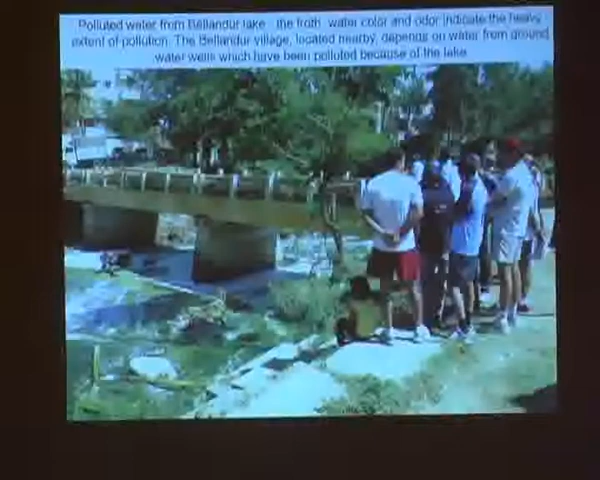 Polluted water from Bellandur lake - the froth, water color and odor indicate the heavy
extent of pollution. The Bellandur village, located nearby, depends on water from ground
water wells which have been polluted because of the lake.